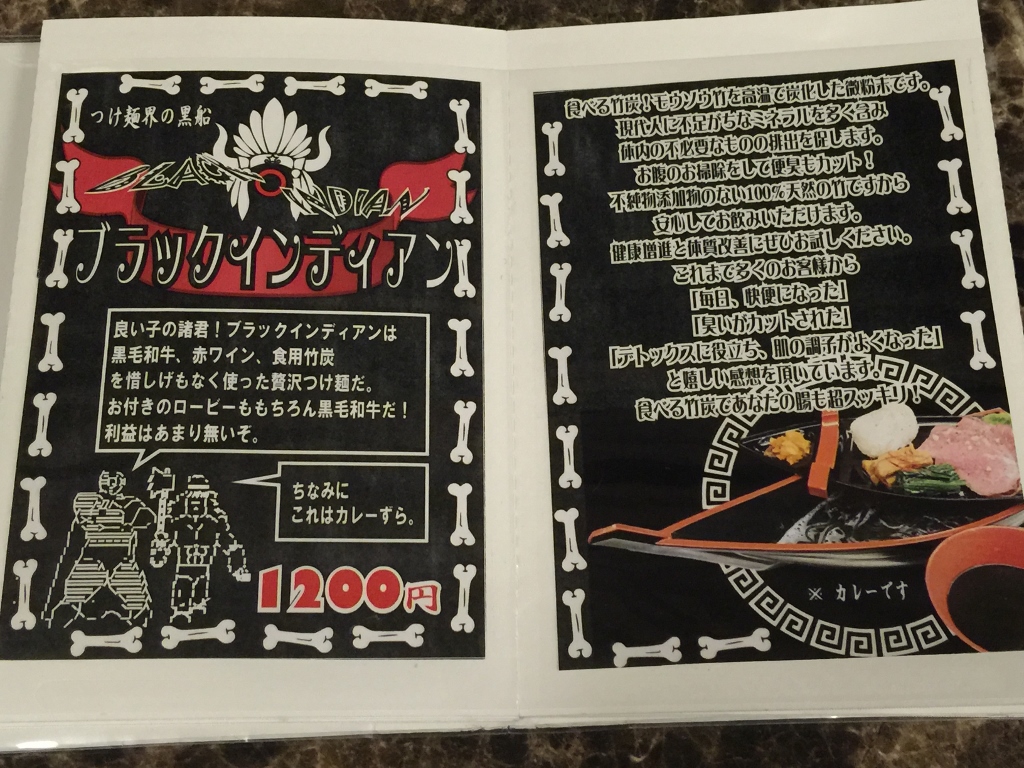 つけ麺界の黒船
BLACK INDIAN
ブラックインディアン
良い子の諸君！ブラックインディアンは
黒毛和牛、赤ワイン、食用竹炭
を惜しげもなく使った贅沢つけ麺だ。
お付きのロービーももちろん黒毛和牛だ！
利益はあまり無いぞ。
ちなみに
これはカレーずら。
1200円
食べる竹炭！モウソウ竹を高温で炭化した微粉末です。
現代人に不足がちなミネラルを多く含み
体内の不必要なものの排出を促します。
お腹のお掃除をして便臭もカット！
不純物添加物のない100%天然の竹ですから
安心してお飲みいただけます。
健康増進と体質改善にぜひお試しください。
これまで多くのお客様から
「毎日、快便になった」
「臭いがカットされた」
「デトックスに役立ち、肌の調子がよくなった」
と嬉しい感想を頂いています。
食べる竹炭であなたの腸も超スッキリ！
※ カレーです